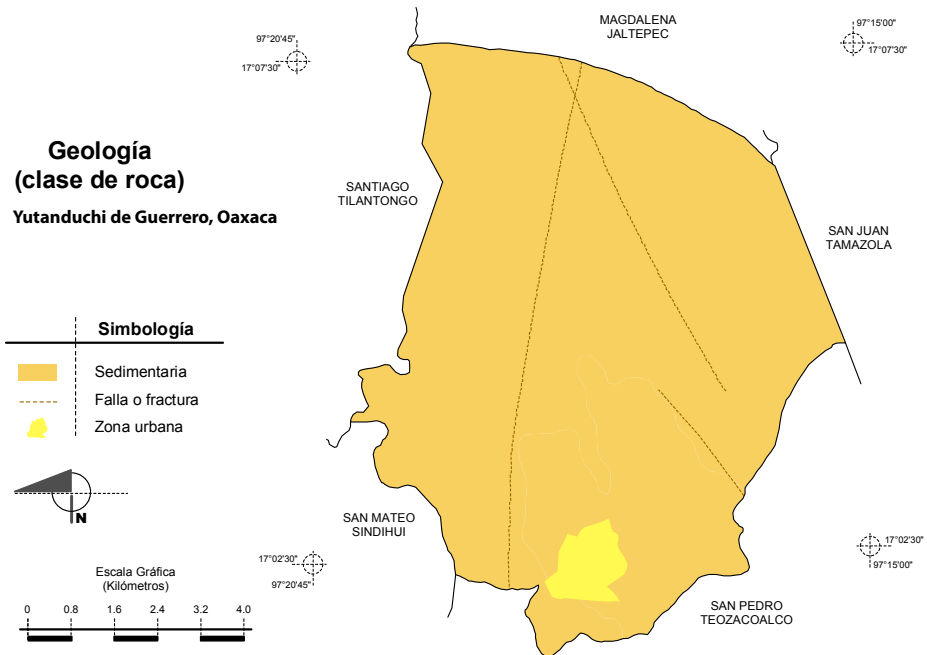 MAGDALENA
JALTEPEC
97°20'45"
17°07'30"
97°15'00"
17°07'30"
Geología
(clase de roca)
Yutanduchi de Guerrero, Oaxaca
SANTIAGO
TILANTONGO
SAN JUAN
TAMAZOLA
Simbología
Sedimentaria
Falla o fractura
Zona urbana
N
SAN MATEO
SINDIHUI
17°02'30"
97°20'45"
17°02'30"
97°15'00"
Escala Gráfica
(Kilómetros)
0 0.8 1.6 2.4 3.2 4.0
SAN PEDRO
TEOZACOALCO